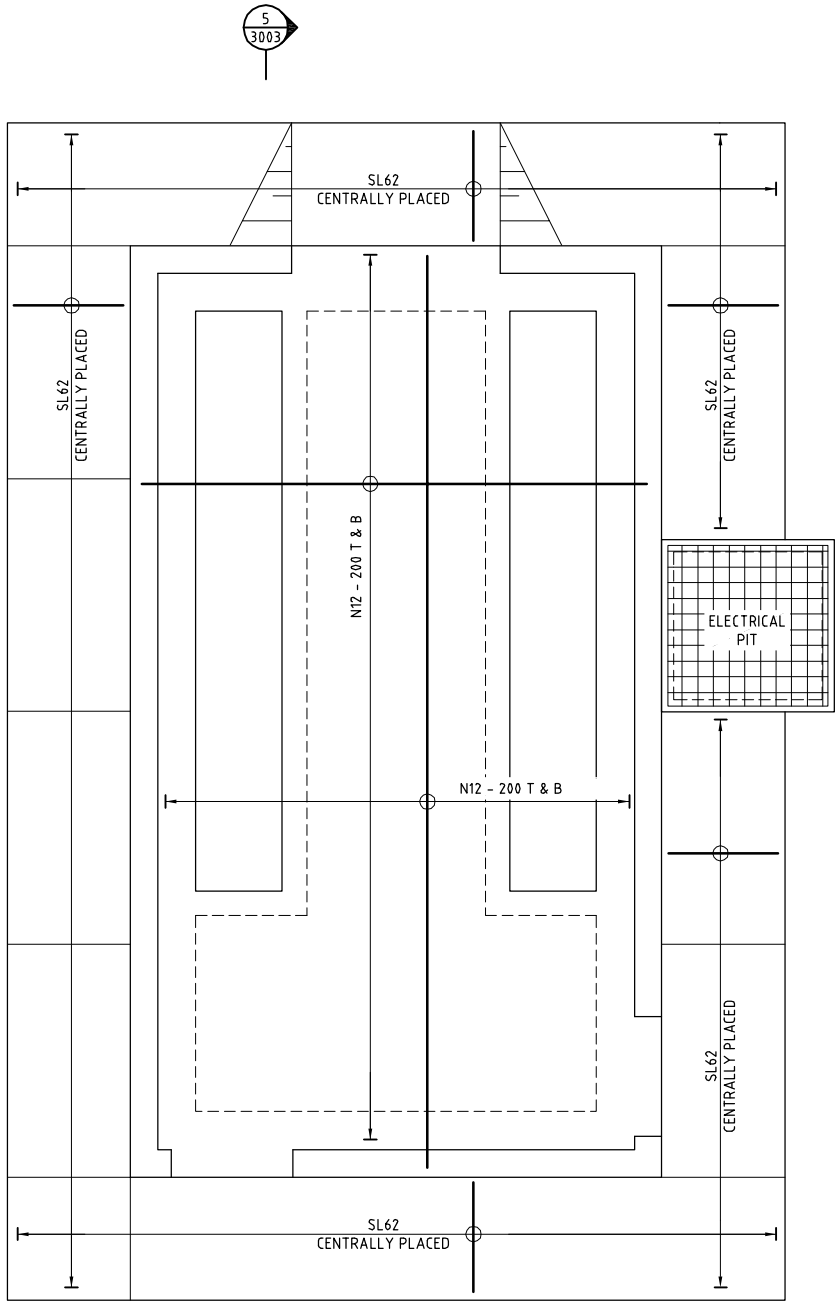 5
3003
SL62
CENTRALLY PLACED
SL62
CENTRALLY PLACED
SL62
CENTRALLY PLACED
N12 - 200 T & B
ELECTRICAL
PIT
N12 - 200 T & B
SL62
CENTRALLY PLACED
SL62
CENTRALLY PLACED